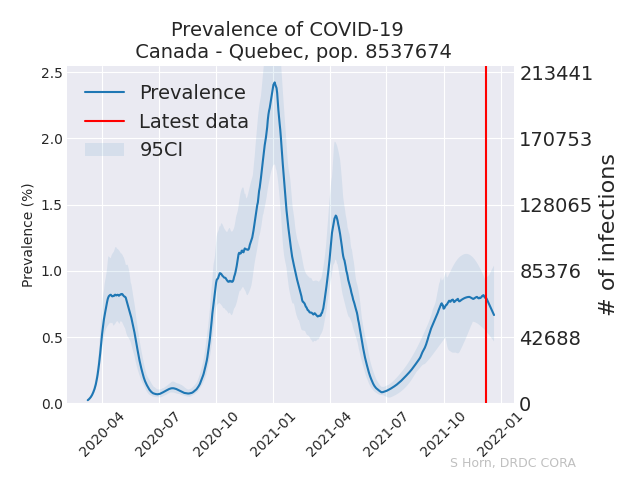 Prevalence of COVID-19
Canada - Quebec, pop. 8537674
Prevalence
Latest data
95CI
Prevalence (%)
2.5
2.0
1.5
1.0
0.5
0.0
213441
170753
128065
85376
42688
0
# of infections
2020-04
2020-07
2020-10
2021-01
2021-04
2021-07
2021-10
2022-01
S Horn, DRDC CORA